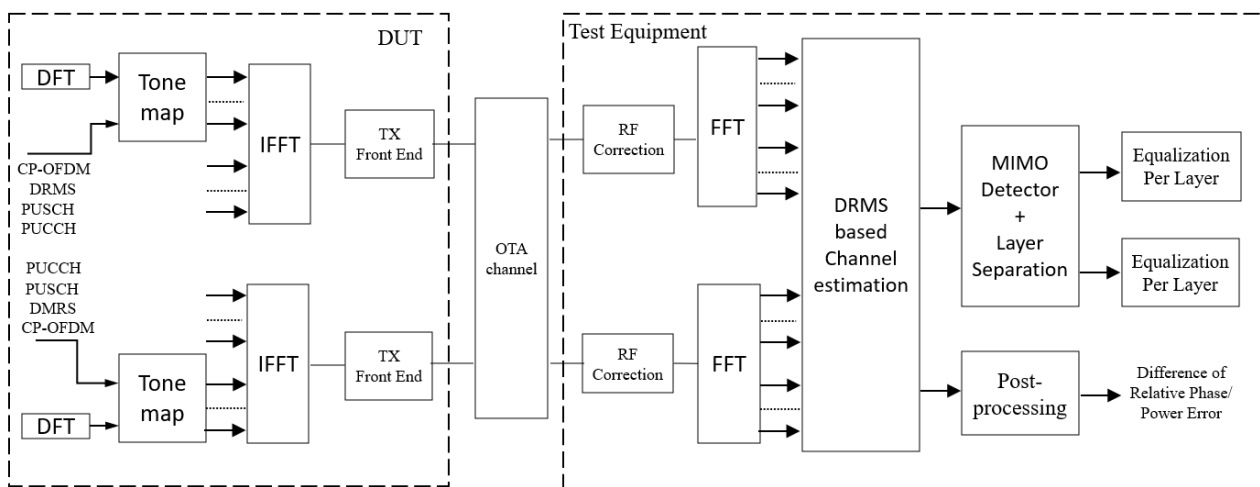 DUT
DFT
Tone
map
CP-OFDM
DRMS
PUSCH
PUCCH
IFFT
TX
Front End
PUCCH
PUSCH
DMRS
CP-OFDM
DFT
Tone
map
IFFT
TX
Front End
OTA
channel
Test Equipment
RF
Correction
FFT
RF
Correction
FFT
DRMS
based
Channel
estimation
MIMO
Detector
+
Layer
Separation
Equalization
Per Layer
Equalization
Per Layer
Post-
processing
Difference of
Relative Phase/
Power Error